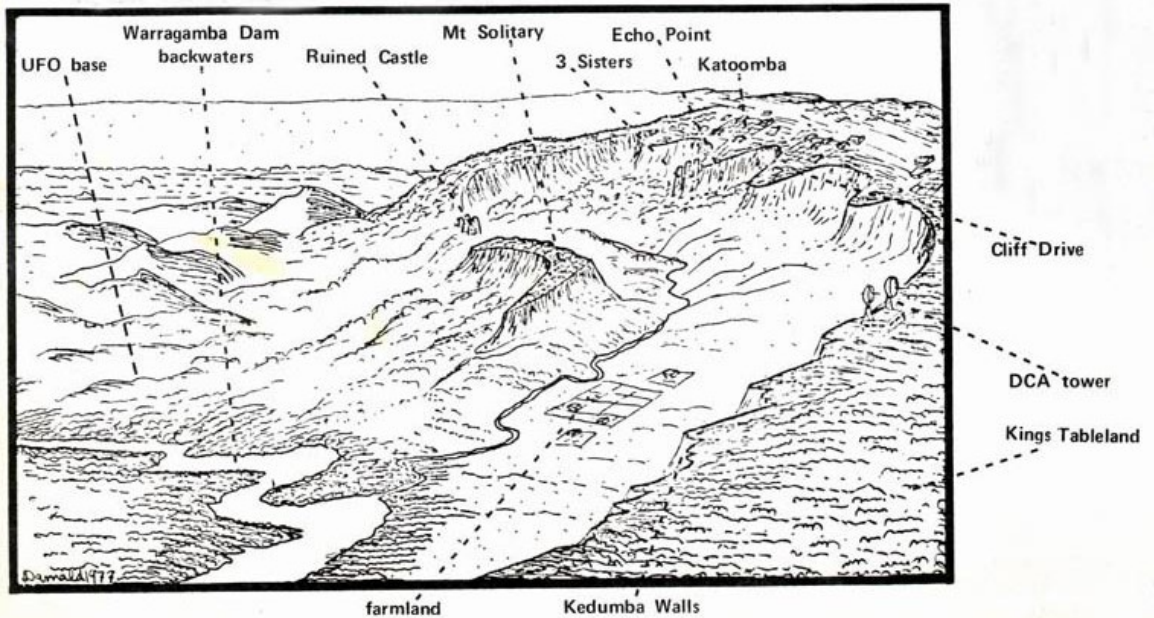 Warragamba Dam
backwaters
UFO base
Ruined Castle
Mt Solitary
3 Sisters
Echo Point
Katoomba
Cliff Drive
DCA tower
Kings Tableland
farmland
Kedumba Walls